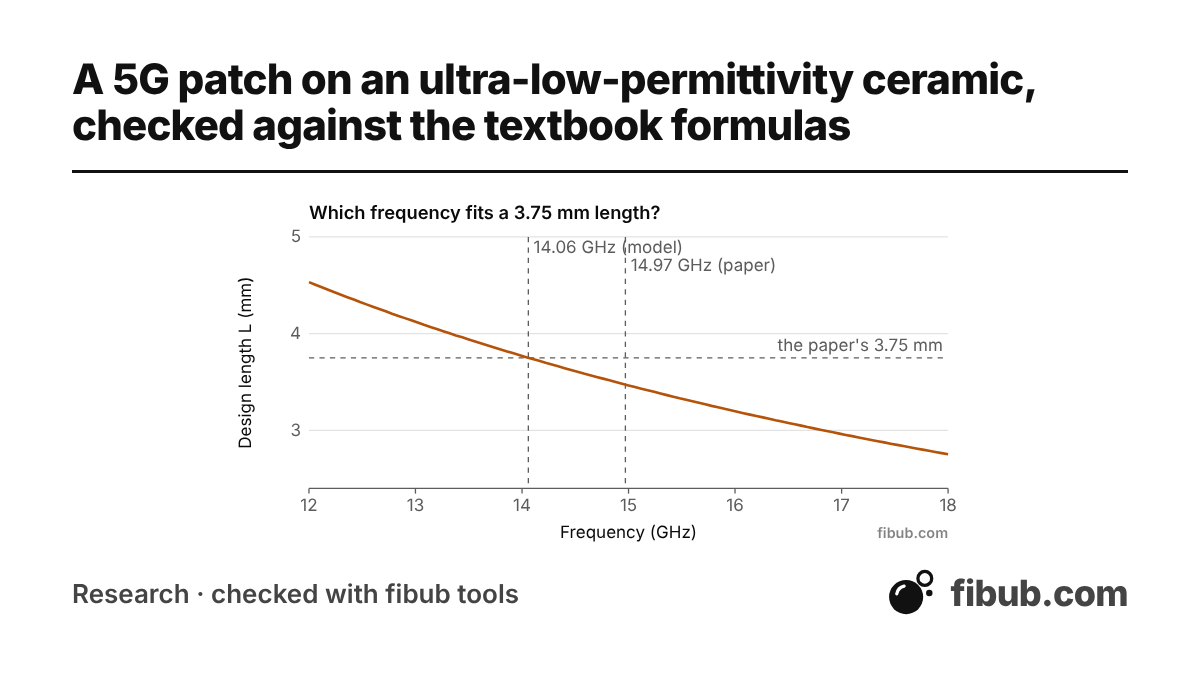 A 5G patch on an ultra-low-permittivity ceramic,
checked against the textbook formulas
Which frequency fits a 3.75 mm length?
5
14.06 GHz (model)
14.97 GHz (paper)
4
the paper's 3.75 mm
3
Design length L (mm)
12 13 14 15 16 17 18
Frequency (GHz)
fibub.com
Research · checked with fibub tools
fibub.com